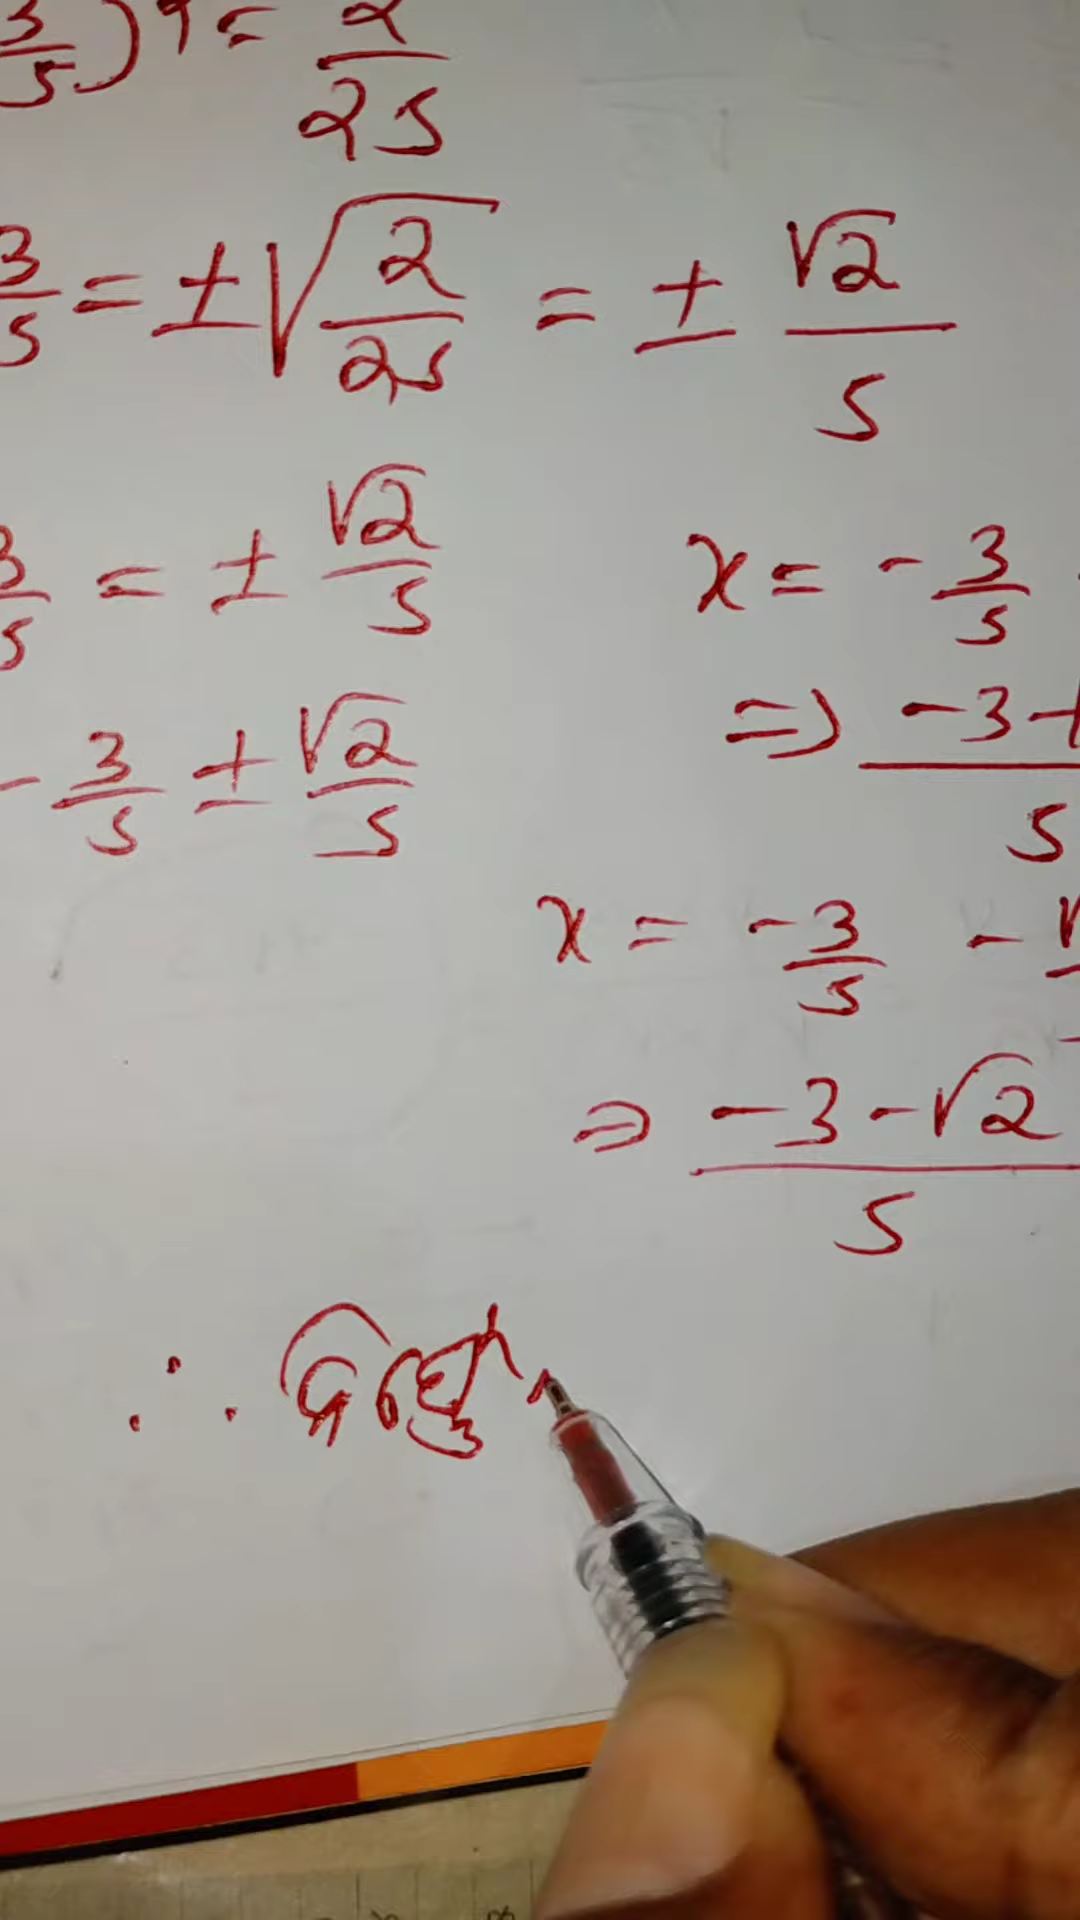 3/5)² = 2/25
3/5 = ±√(2/25) = ± √2/5
3/5 = ± √2/5
x = - 3/5
- 3/5 ± √2/5
⇒ -3 + / 5
x = -3/5 - √
⇒ -3 - √2 / 5
∴